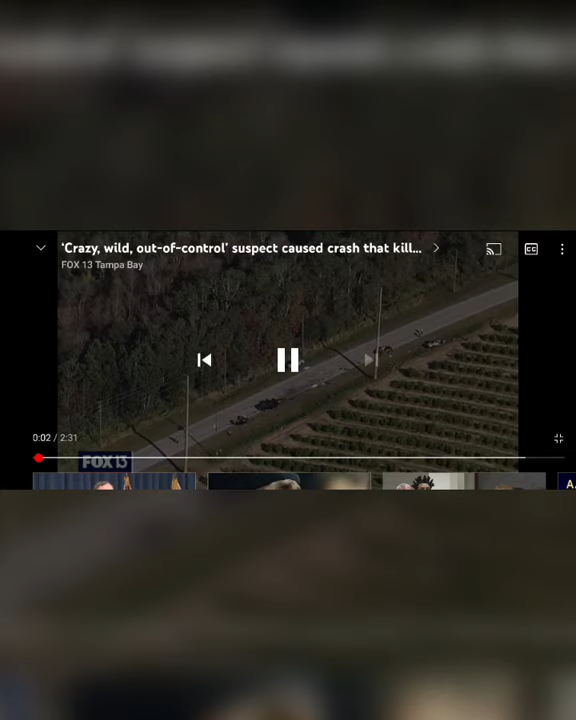 ‘Crazy, wild, out-of-control’ suspect caused crash that kill...
FOX 13 Tampa Bay
CC
0:02 / 2:31
FOX 13
A